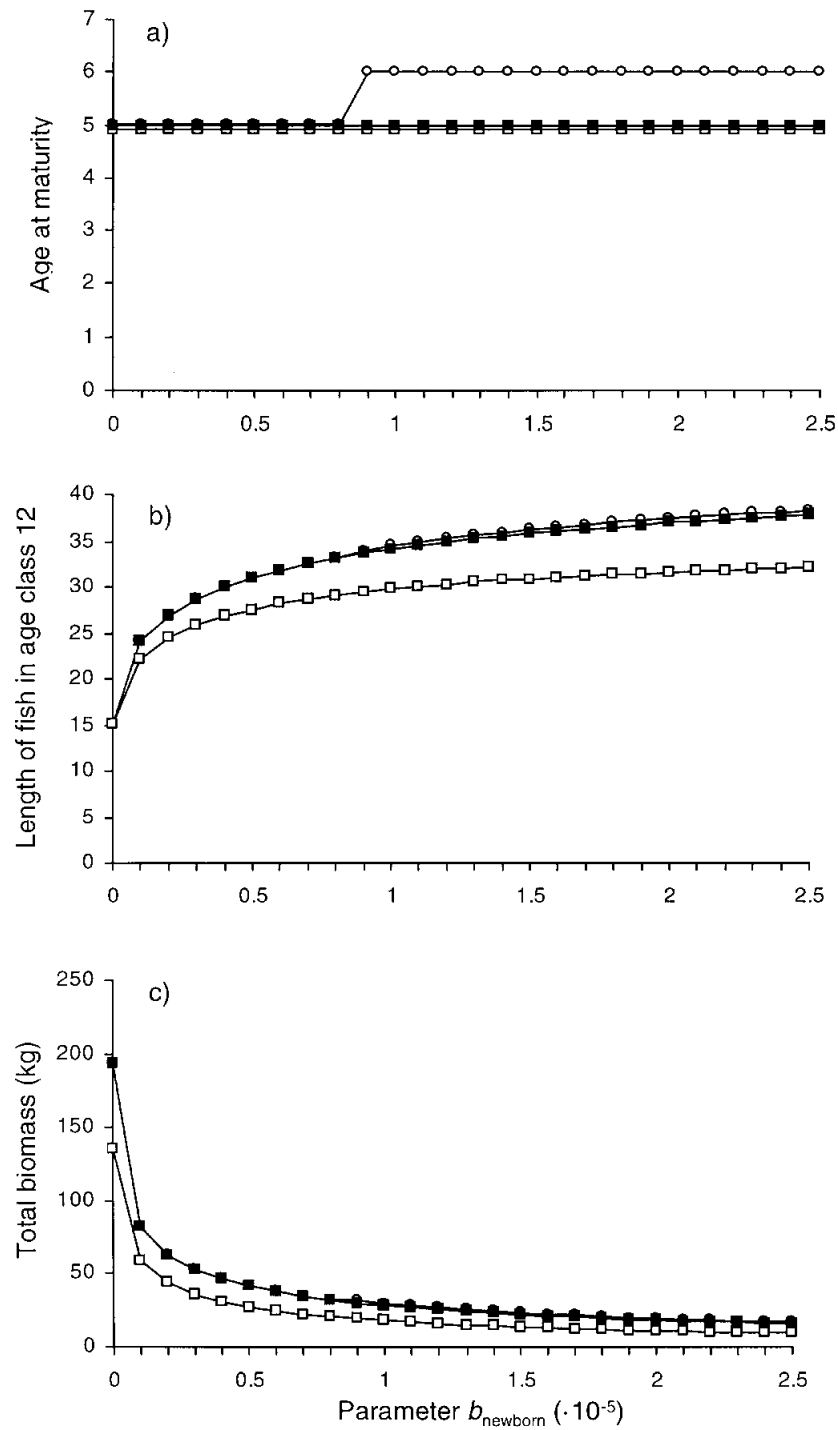 a)
Age at maturity
7
6
5
4
3
2
1
0
0 0.5 1 1.5 2 2.5
b)
Length of fish in age class 12
40
35
30
25
20
15
10
5
0
0 0.5 1 1.5 2 2.5
c)
Total biomass (kg)
250
200
150
100
50
0
0 0.5 1 1.5 2 2.5
Parameter b newborn (·10-5)